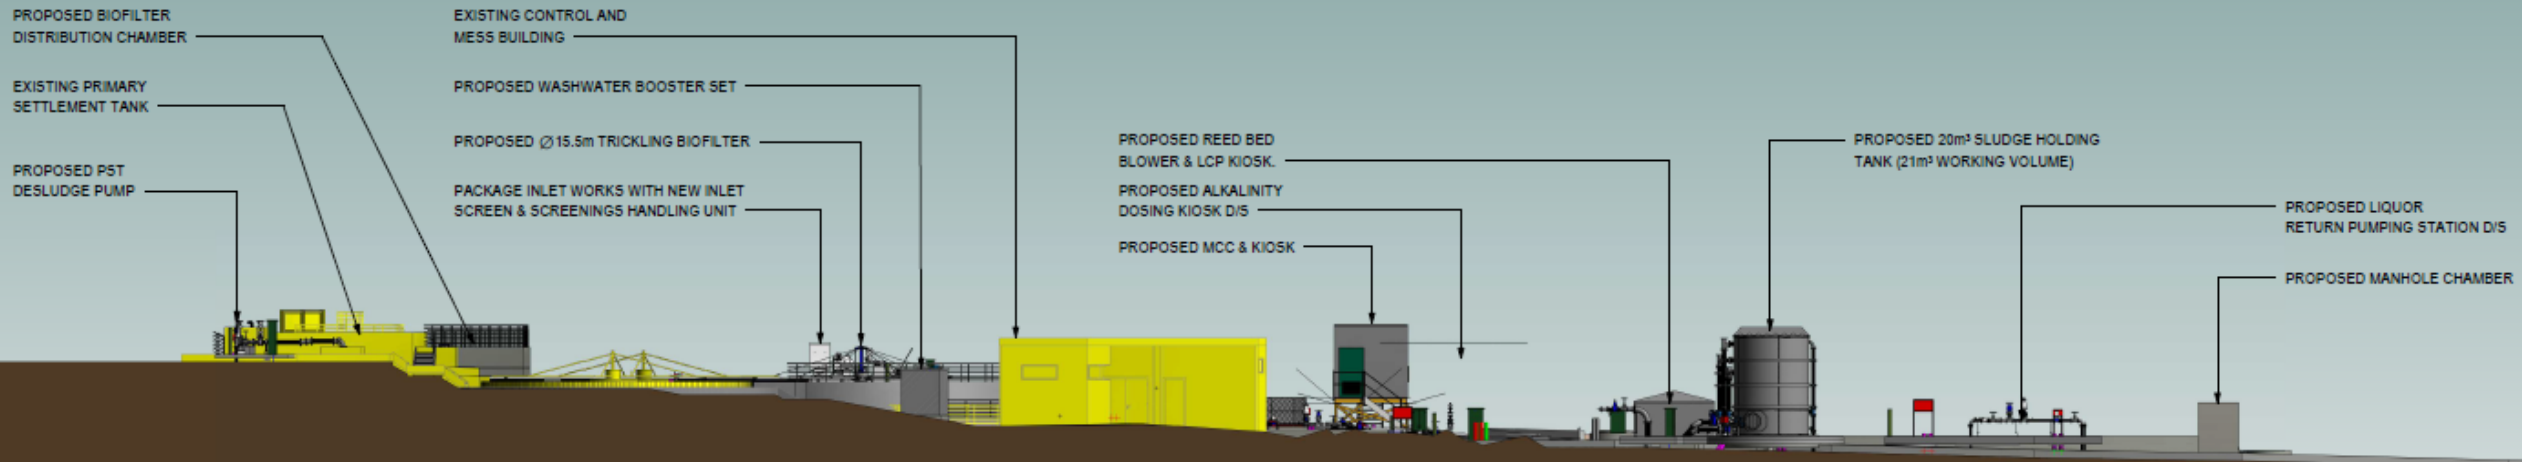 PROPOSED BIOFILTER
DISTRIBUTION CHAMBER
EXISTING PRIMARY
SETTLEMENT TANK
PROPOSED PST
DESLUDGE PUMP
EXISTING CONTROL AND
MESS BUILDING
PROPOSED WASHWATER BOOSTER SET
PROPOSED ∅15.5m TRICKLING BIOFILTER
PACKAGE INLET WORKS WITH NEW INLET
SCREEN & SCREENINGS HANDLING UNIT
PROPOSED REED BED
BLOWER & LCP KIOSK.
PROPOSED ALKALINITY
DOSING KIOSK D/S
PROPOSED MCC & KIOSK
PROPOSED 20m³ SLUDGE HOLDING
TANK (21m³ WORKING VOLUME)
PROPOSED LIQUOR
RETURN PUMPING STATION D/S
PROPOSED MANHOLE CHAMBER